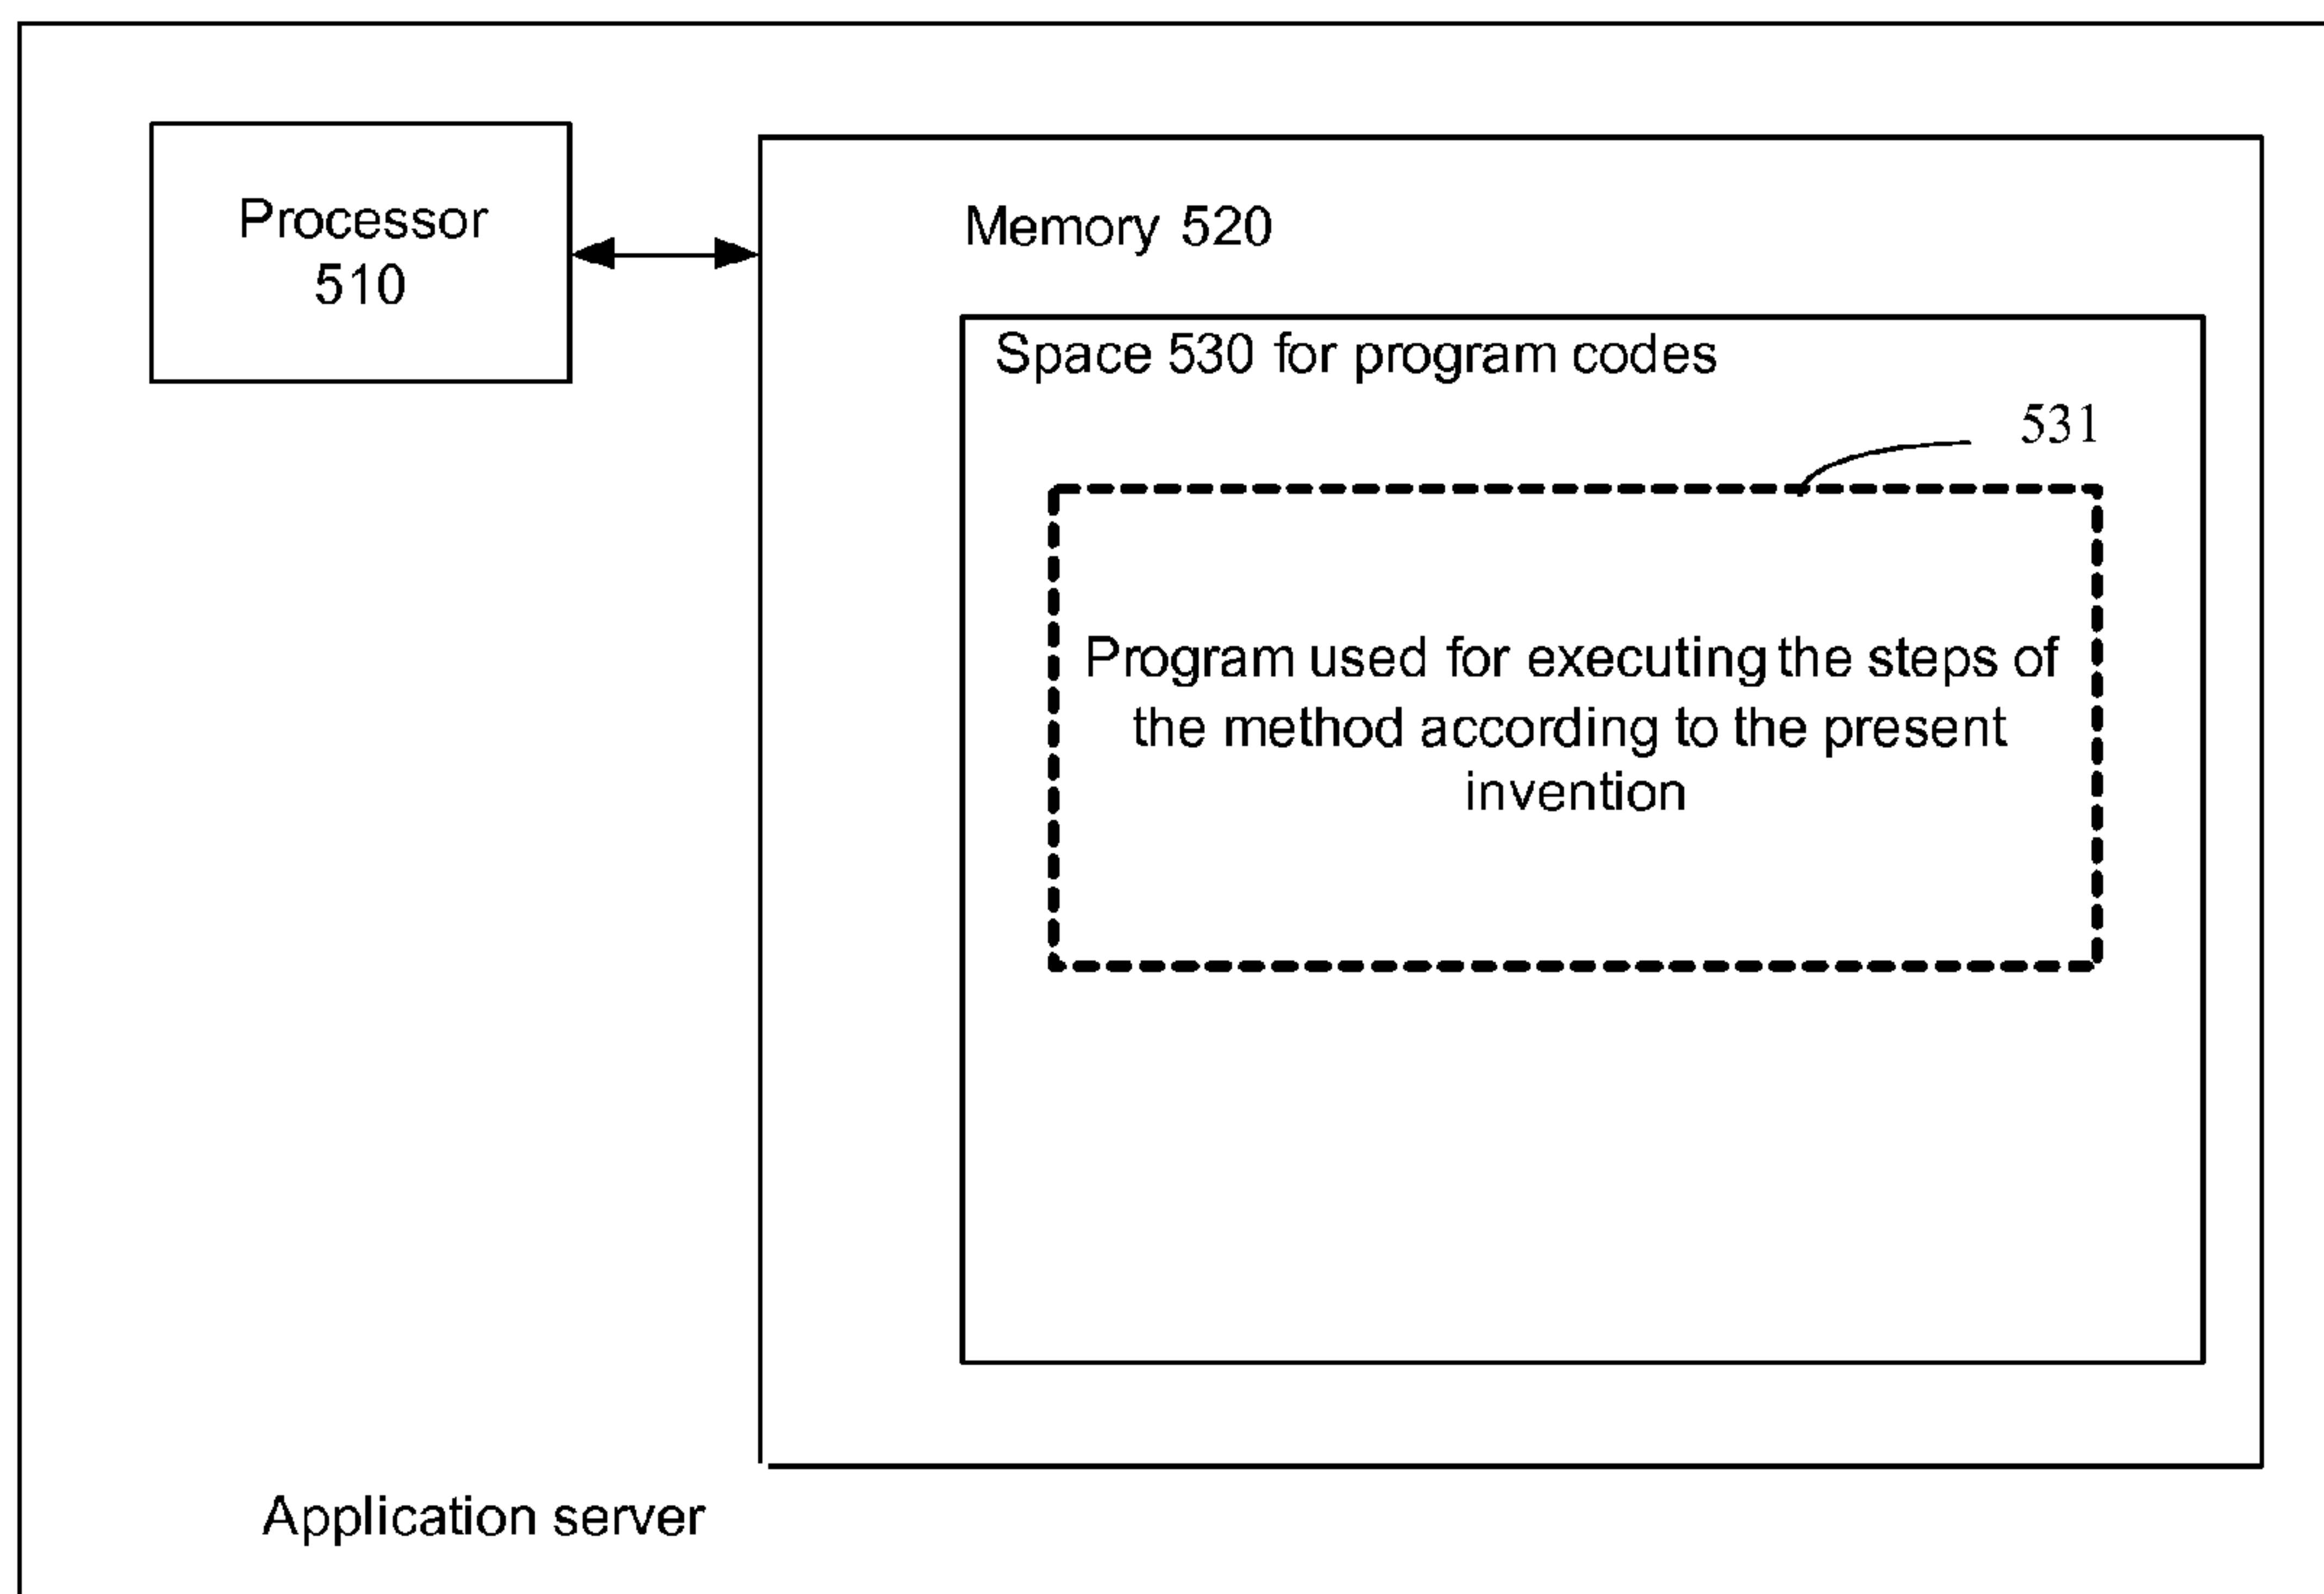 Processor
510
Memory 520
Space 530 for program codes
531
Program used for executing the steps of
the method according to the present
invention
Application server